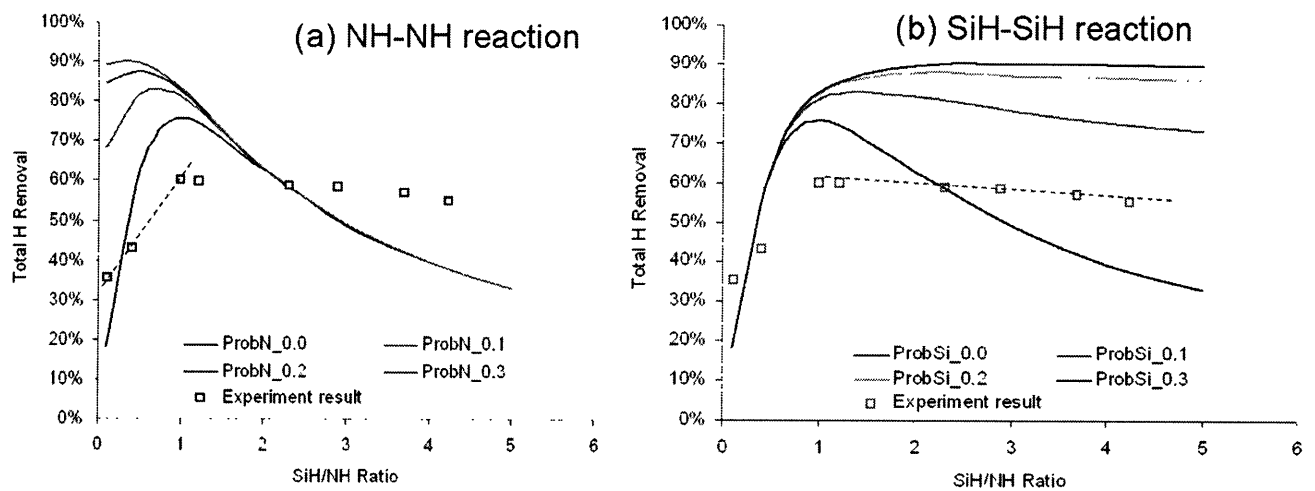 (a) NH-NH reaction
100%
90%
80%
70%
60%
50%
40%
30%
20%
10%
0%
Total H Removal
ProbN_0.0
ProbN_0.1
ProbN_0.2
ProbN_0.3
Experiment result
0 1 2 3 4 5 6
SiH/NH Ratio
(b) SiH-SiH reaction
100%
90%
80%
70%
60%
50%
40%
30%
20%
10%
0%
Total H Removal
ProbSi_0.0
ProbSi_0.1
ProbSi_0.2
ProbSi_0.3
Experiment result
0 1 2 3 4 5 6
SiH/NH Ratio